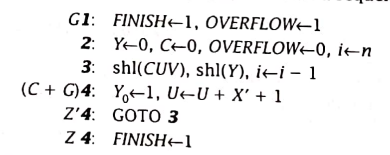 G1: FINISH←1, OVERFLOW←1
2: Y←0, C←0, OVERFLOW←0, i←n
3: shl(CUV), shl(Y), i←i − 1
(C + G)4: Y₀←1, U←U + X′ + 1
Z′4: GOTO 3
Z 4: FINISH←1